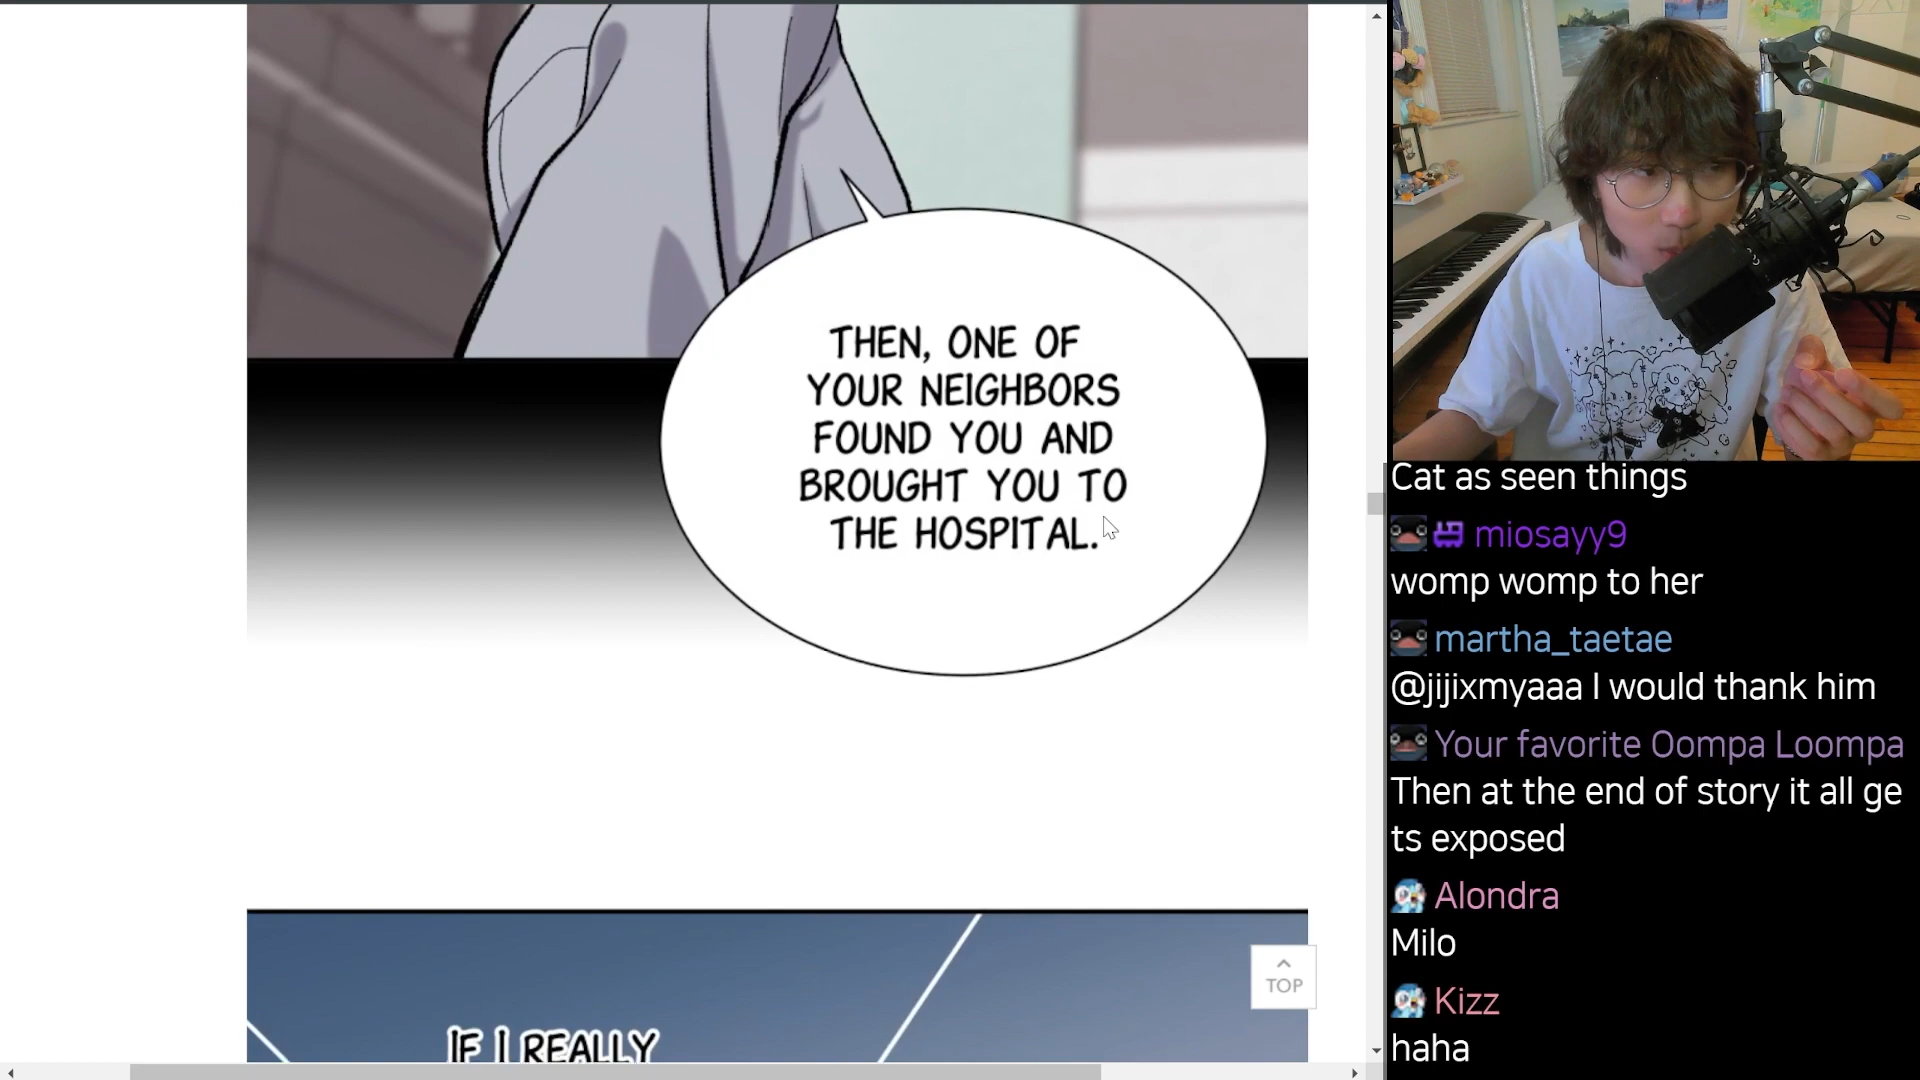 THEN, ONE OF
YOUR NEIGHBORS
FOUND YOU AND
BROUGHT YOU TO
THE HOSPITAL.
TOP
IF I REALLY
Cat as seen things
miosayy9
womp womp to her
martha_taetae
@jijixmyaaa I would thank him
Your favorite Oompa Loompa
Then at the end of story it all ge
ts exposed
Alondra
Milo
Kizz
haha